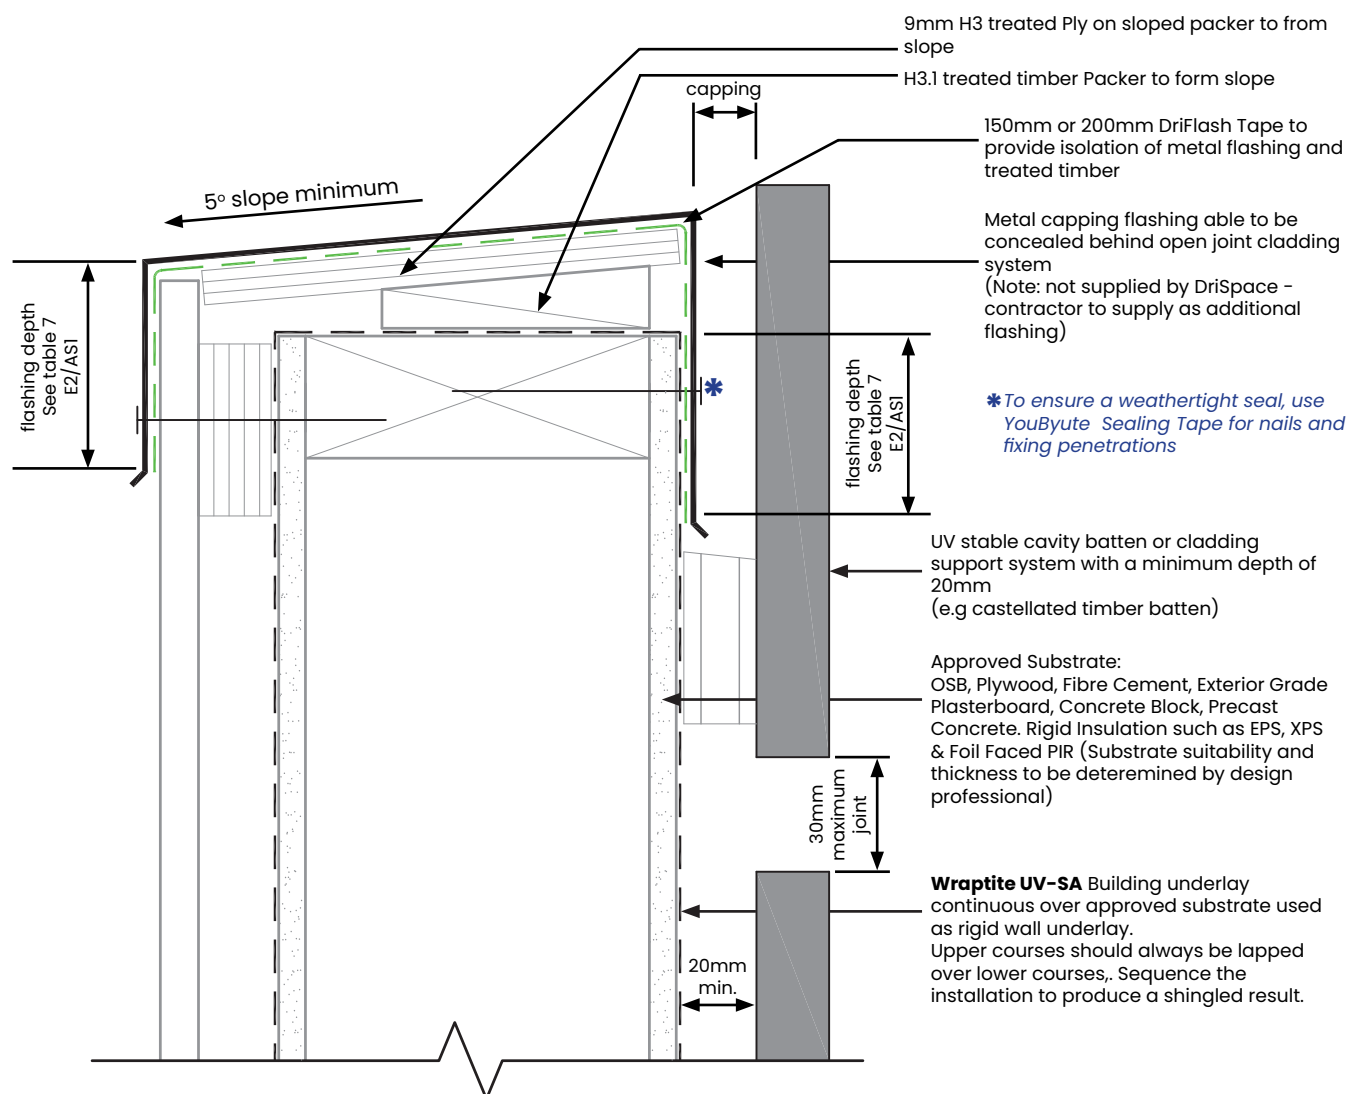 9mm H3 treated Ply on sloped packer to from
slope
H3.1 treated timber Packer to form slope
capping
150mm or 200mm DriFlash Tape to
provide isolation of metal flashing and
treated timber
5° slope minimum
Metal capping flashing able to be
concealed behind open joint cladding
system
(Note: not supplied by DriSpace -
contractor to supply as additional
flashing)
flashing depth
See table 7
E2/AS1
flashing depth
See table 7
E2/AS1
✱ To ensure a weathertight seal, use
YouByute Sealing Tape for nails and
fixing penetrations
UV stable cavity batten or cladding
support system with a minimum depth of
20mm
(e.g castellated timber batten)
Approved Substrate:
OSB, Plywood, Fibre Cement, Exterior Grade
Plasterboard, Concrete Block, Precast
Concrete. Rigid Insulation such as EPS, XPS
& Foil Faced PIR (Substrate suitability and
thickness to be deteremined by design
professional)
30mm
maximum
joint
Wraptite UV-SA Building underlay
continuous over approved substrate used
as rigid wall underlay.
Upper courses should always be lapped
over lower courses,. Sequence the
installation to produce a shingled result.
20mm
min.